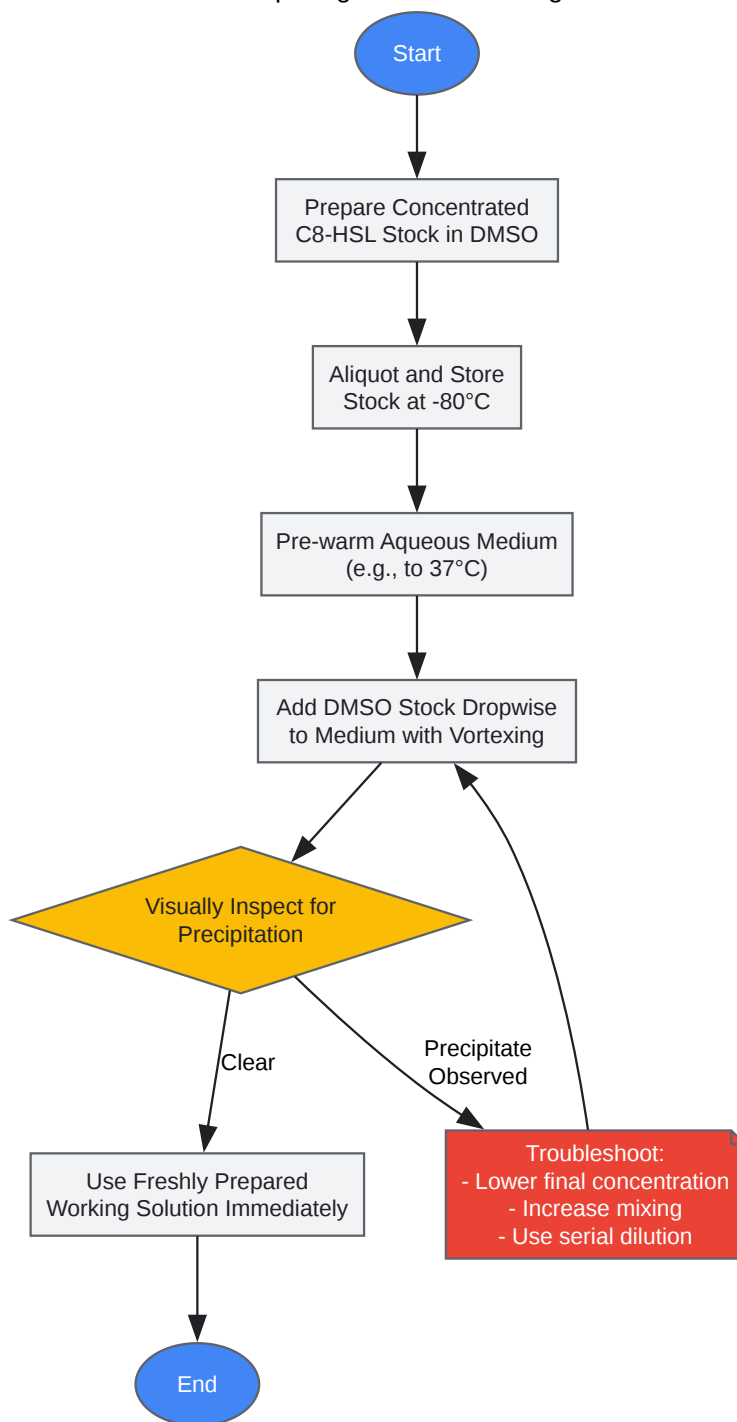 Start
Prepare Concentrated
C8-HSL Stock in DMSO
Aliquot and Store
Stock at -80°C
Pre-warm Aqueous Medium
(e.g., to 37°C)
Add DMSO Stock Dropwise
to Medium with Vortexing
Visually Inspect for
Precipitation
Clear
Precipitate
Observed
Troubleshoot:
- Lower final concentration
- Increase mixing
- Use serial dilution
Use Freshly Prepared
Working Solution Immediately
End